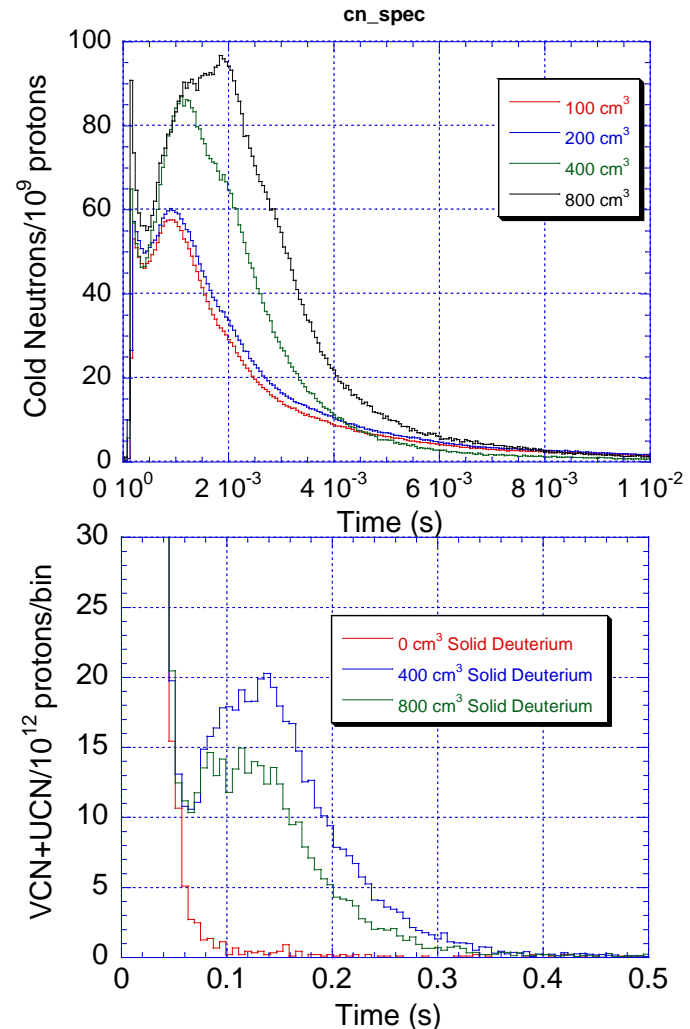 cn_spec
Cold Neutrons/10⁹ protons
100
80
60
40
20
0
100 cm³
200 cm³
400 cm³
800 cm³
0 10⁰ 2 10⁻³ 4 10⁻³ 6 10⁻³ 8 10⁻³ 1 10⁻²
Time (s)
VCN+UCN/10¹² protons/bin
30
25
20
15
10
5
0
0 cm³ Solid Deuterium
400 cm³ Solid Deuterium
800 cm³ Solid Deuterium
0 0.1 0.2 0.3 0.4 0.5
Time (s)